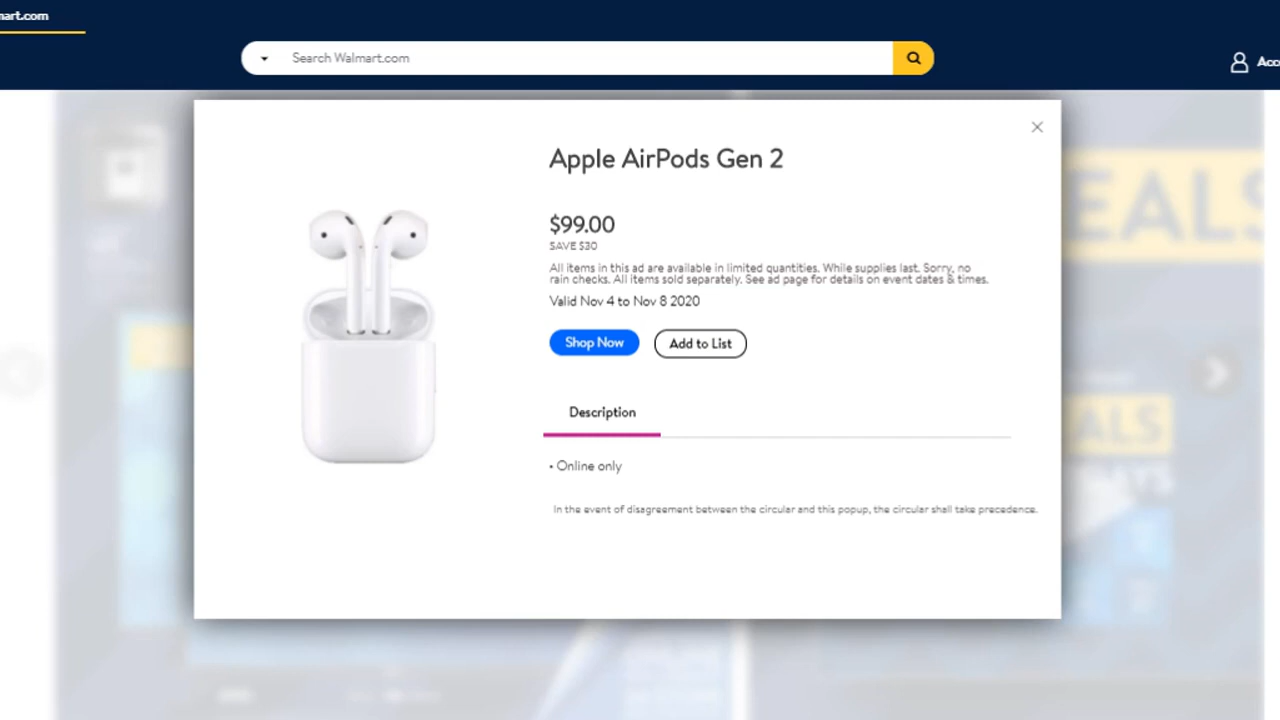 mart.com
Search Walmart.com
Acc
EALS
Apple AirPods Gen 2
$99.00
SAVE $30
All items in this ad are available in limited quantities. While supplies last. Sorry, no
rain checks. All items sold separately. See ad page for details on event dates & times.
Valid Nov 4 to Nov 8 2020
Shop Now
Add to List
Description
ALS
• Online only
In the event of disagreement between the circular and this popup, the circular shall take precedence.